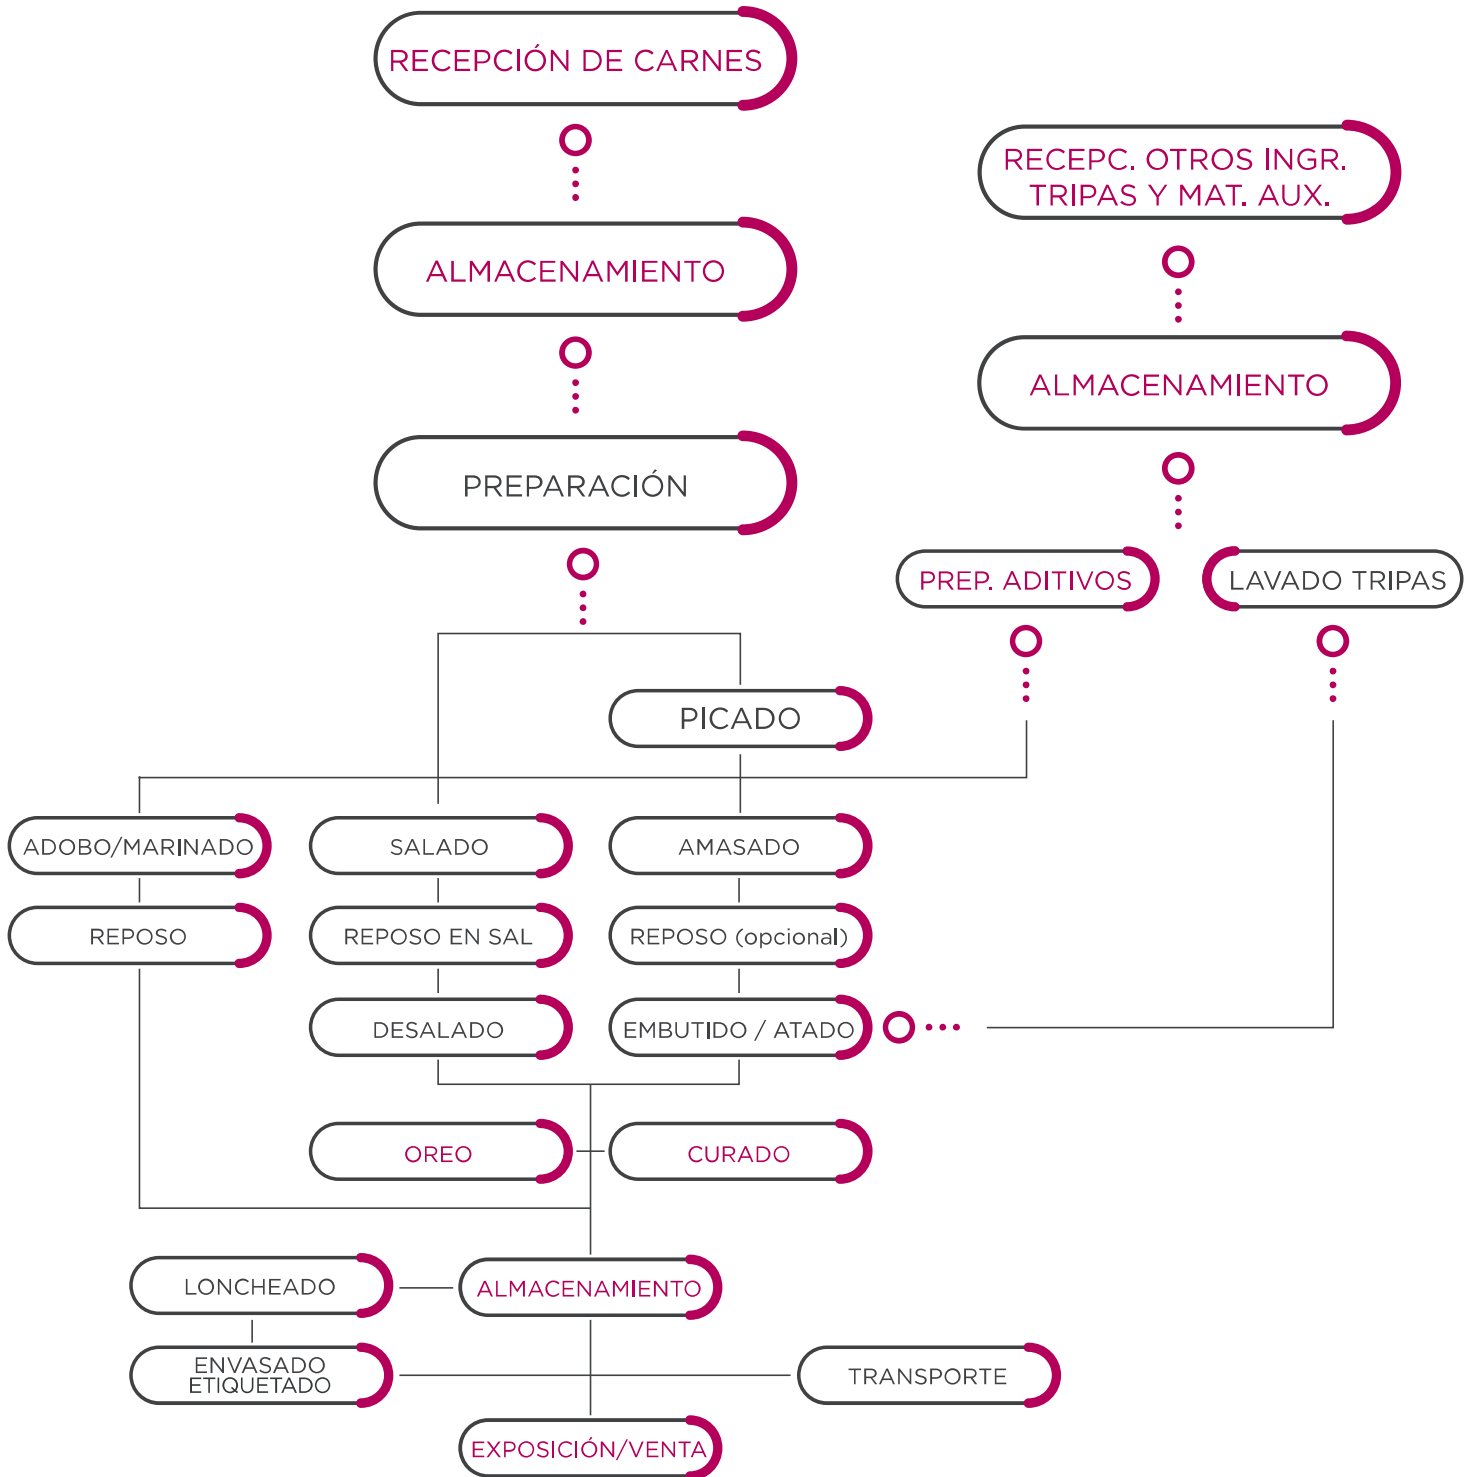 RECEPCIÓN DE CARNES
RECEPC. OTROS INGR.
TRIPAS Y MAT. AUX.
ALMACENAMIENTO
ALMACENAMIENTO
PREPARACIÓN
PREP. ADITIVOS
LAVADO TRIPAS
PICADO
ADOBO/MARINADO
SALADO
AMASADO
REPOSO
REPOSO EN SAL
REPOSO (opcional)
DESALADO
EMBUTIDO / ATADO
OREO
CURADO
LONCHEADO
ALMACENAMIENTO
ENVASADO
ETIQUETADO
TRANSPORTE
EXPOSICIÓN/VENTA